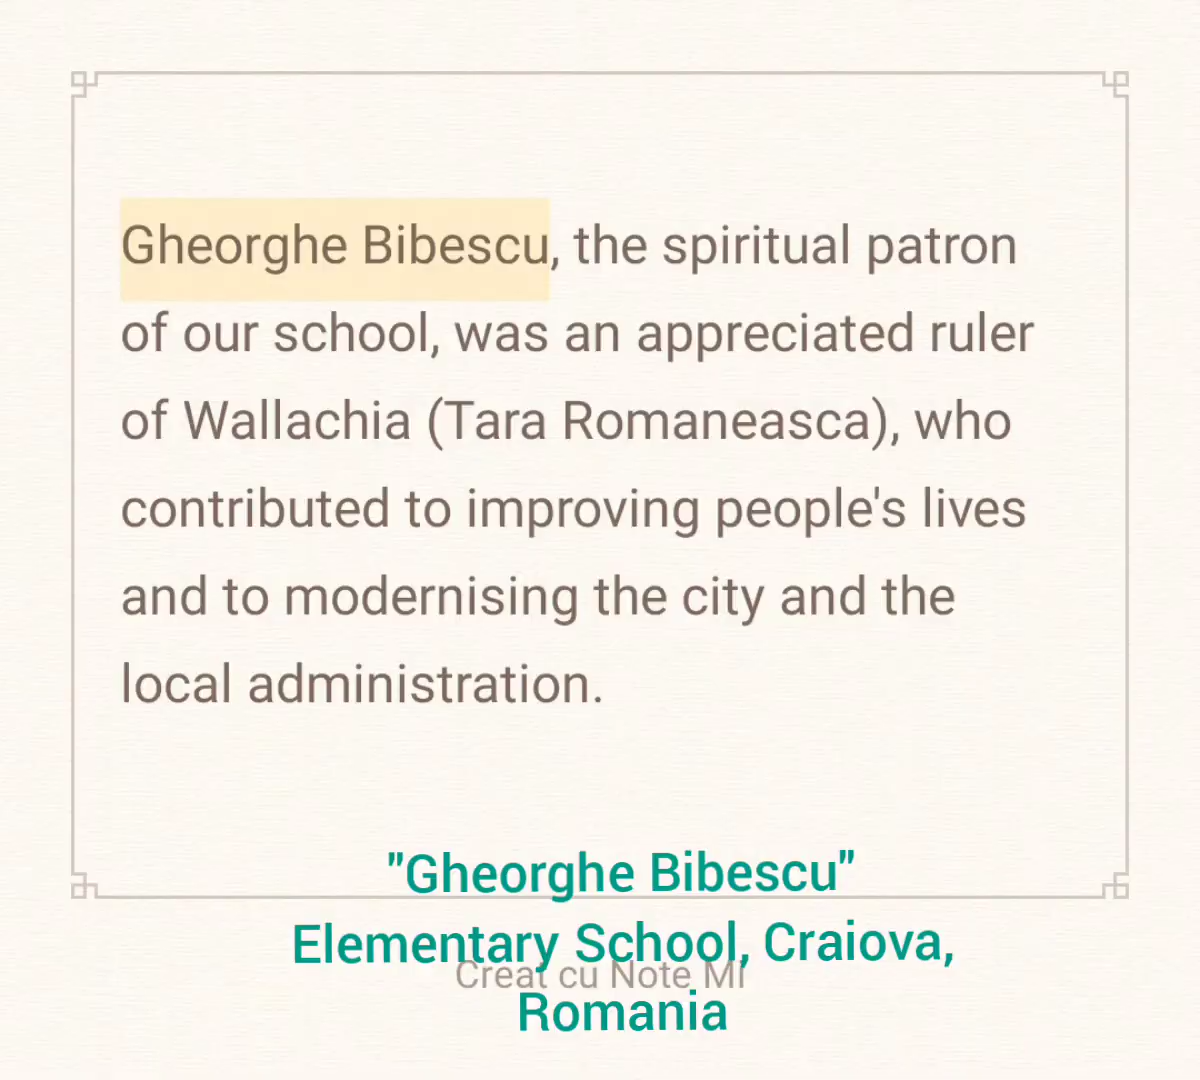 Gheorghe Bibescu, the spiritual patron
of our school, was an appreciated ruler
of Wallachia (Tara Romaneasca), who
contributed to improving people's lives
and to modernising the city and the
local administration.
"Gheorghe Bibescu"
Elementary School, Craiova,
Creat cu Note Mi
Romania